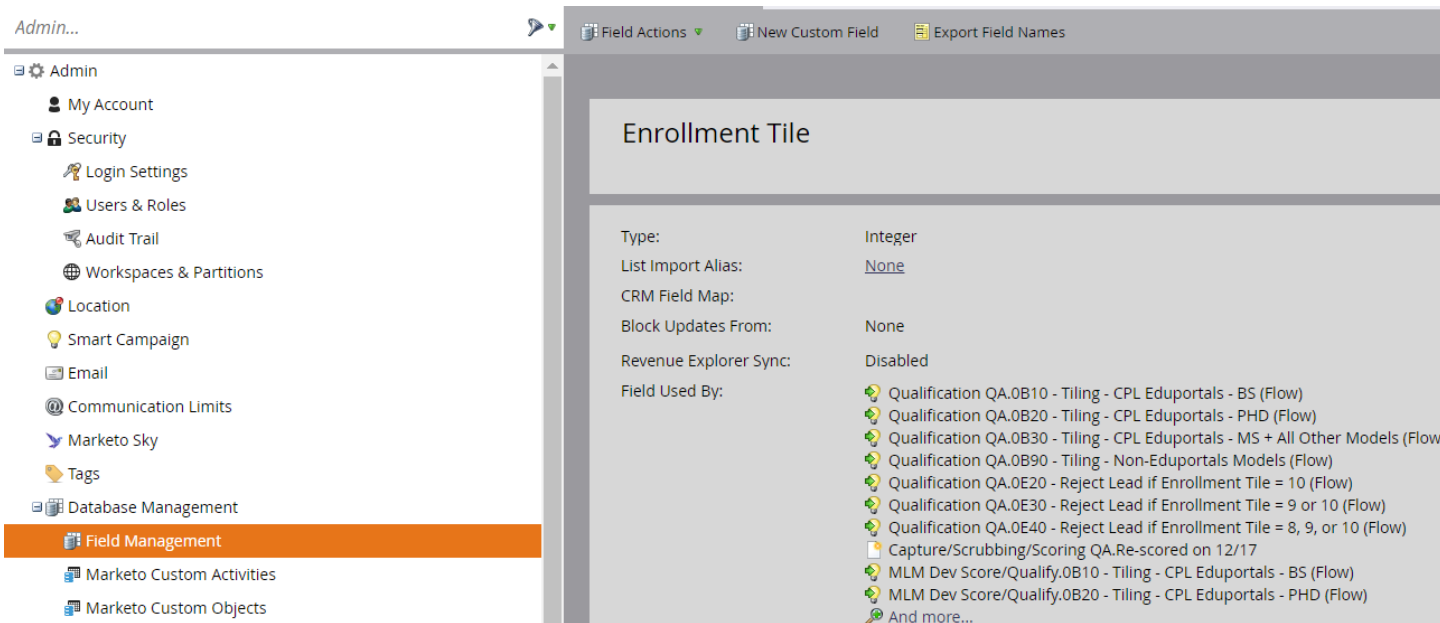 Admin...
Admin
My Account
Security
Login Settings
Users & Roles
Audit Trail
Workspaces & Partitions
Location
Smart Campaign
Email
Communication Limits
Marketo Sky
Tags
Database Management
Field Management
Marketo Custom Activities
Marketo Custom Objects
Field Actions New Custom Field Export Field Names
Enrollment Tile
Type: Integer
List Import Alias: None
CRM Field Map:
Block Updates From: None
Revenue Explorer Sync: Disabled
Field Used By: Qualification QA.0B10 - Tiling - CPL Eduportals - BS (Flow)
Qualification QA.0B20 - Tiling - CPL Eduportals - PHD (Flow)
Qualification QA.0B30 - Tiling - CPL Eduportals - MS + All Other Models (Flow
Qualification QA.0B90 - Tiling - Non-Eduportals Models (Flow)
Qualification QA.0E20 - Reject Lead if Enrollment Tile = 10 (Flow)
Qualification QA.0E30 - Reject Lead if Enrollment Tile = 9 or 10 (Flow)
Qualification QA.0E40 - Reject Lead if Enrollment Tile = 8, 9, or 10 (Flow)
Capture/Scrubbing/Scoring QA.Re-scored on 12/17
MLM Dev Score/Qualify.0B10 - Tiling - CPL Eduportals - BS (Flow)
MLM Dev Score/Qualify.0B20 - Tiling - CPL Eduportals - PHD (Flow)
And more...